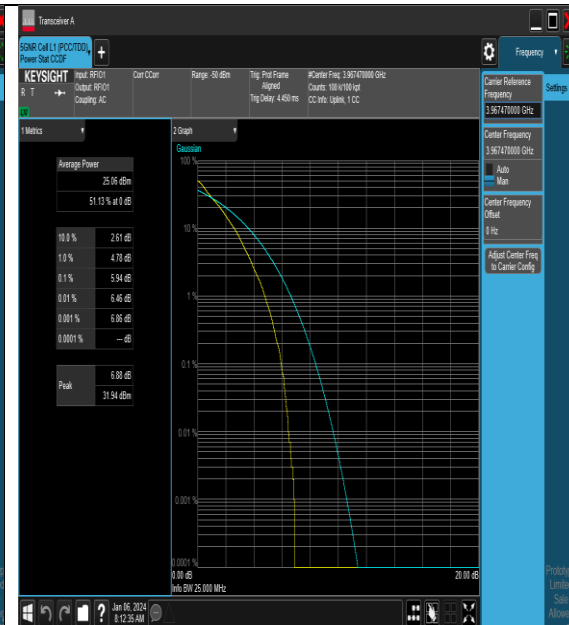 Transceiver A
5GNR Cell L1 (PCC/TDD),
Power Stat CCDF
+
Frequency
KEYSIGHT
R T
LVI
Input: RFIO1
Output: RFIO1
Coupling: AC
Corr CCorr
Range: -50 dBm
Trig: Prot Frame
Aligned
Trig Delay: 4.450 ms
#Center Freq: 3.967470000 GHz
Counts: 100 k/100 kpt
CC Info: Uplink, 1 CC
Carrier Reference
Frequency
3.967470000 GHz
Settings
Center Frequency
3.967470000 GHz
Auto
Man
Center Frequency
Offset
0 Hz
Adjust Center Freq
to Carrier Config
1 Metrics
Average Power
25.06 dBm
51.13 % at 0 dB
10.0 % 2.61 dB
1.0 % 4.78 dB
0.1 % 5.94 dB
0.01 % 6.46 dB
0.001 % 6.86 dB
0.0001 % --- dB
Peak
6.88 dB
31.94 dBm
2 Graph
Gaussian
100 %
10 %
1 %
0.1 %
0.01 %
0.001 %
0.0001 %
0.00 dB 20.00 dB
Info BW 25.000 MHz
?
Jan 06, 2024
8:12:35 AM